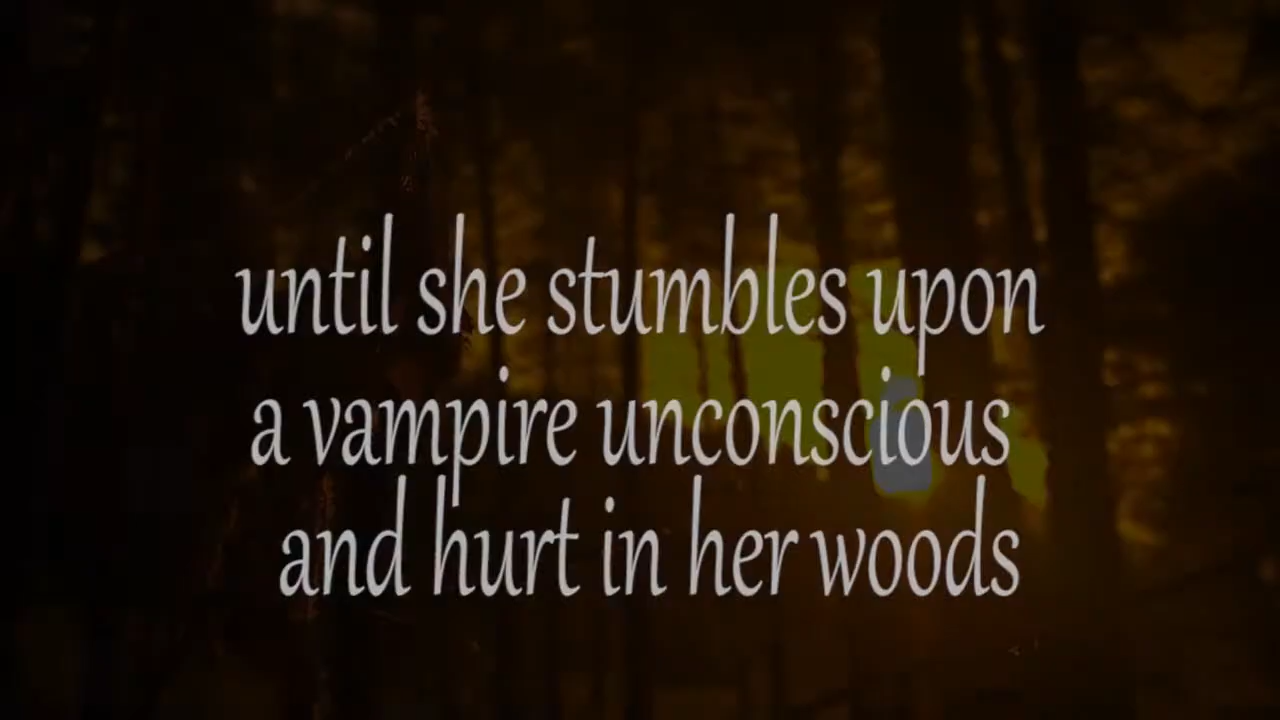 until she stumbles upon
a vampire unconscious
and hurt in her woods